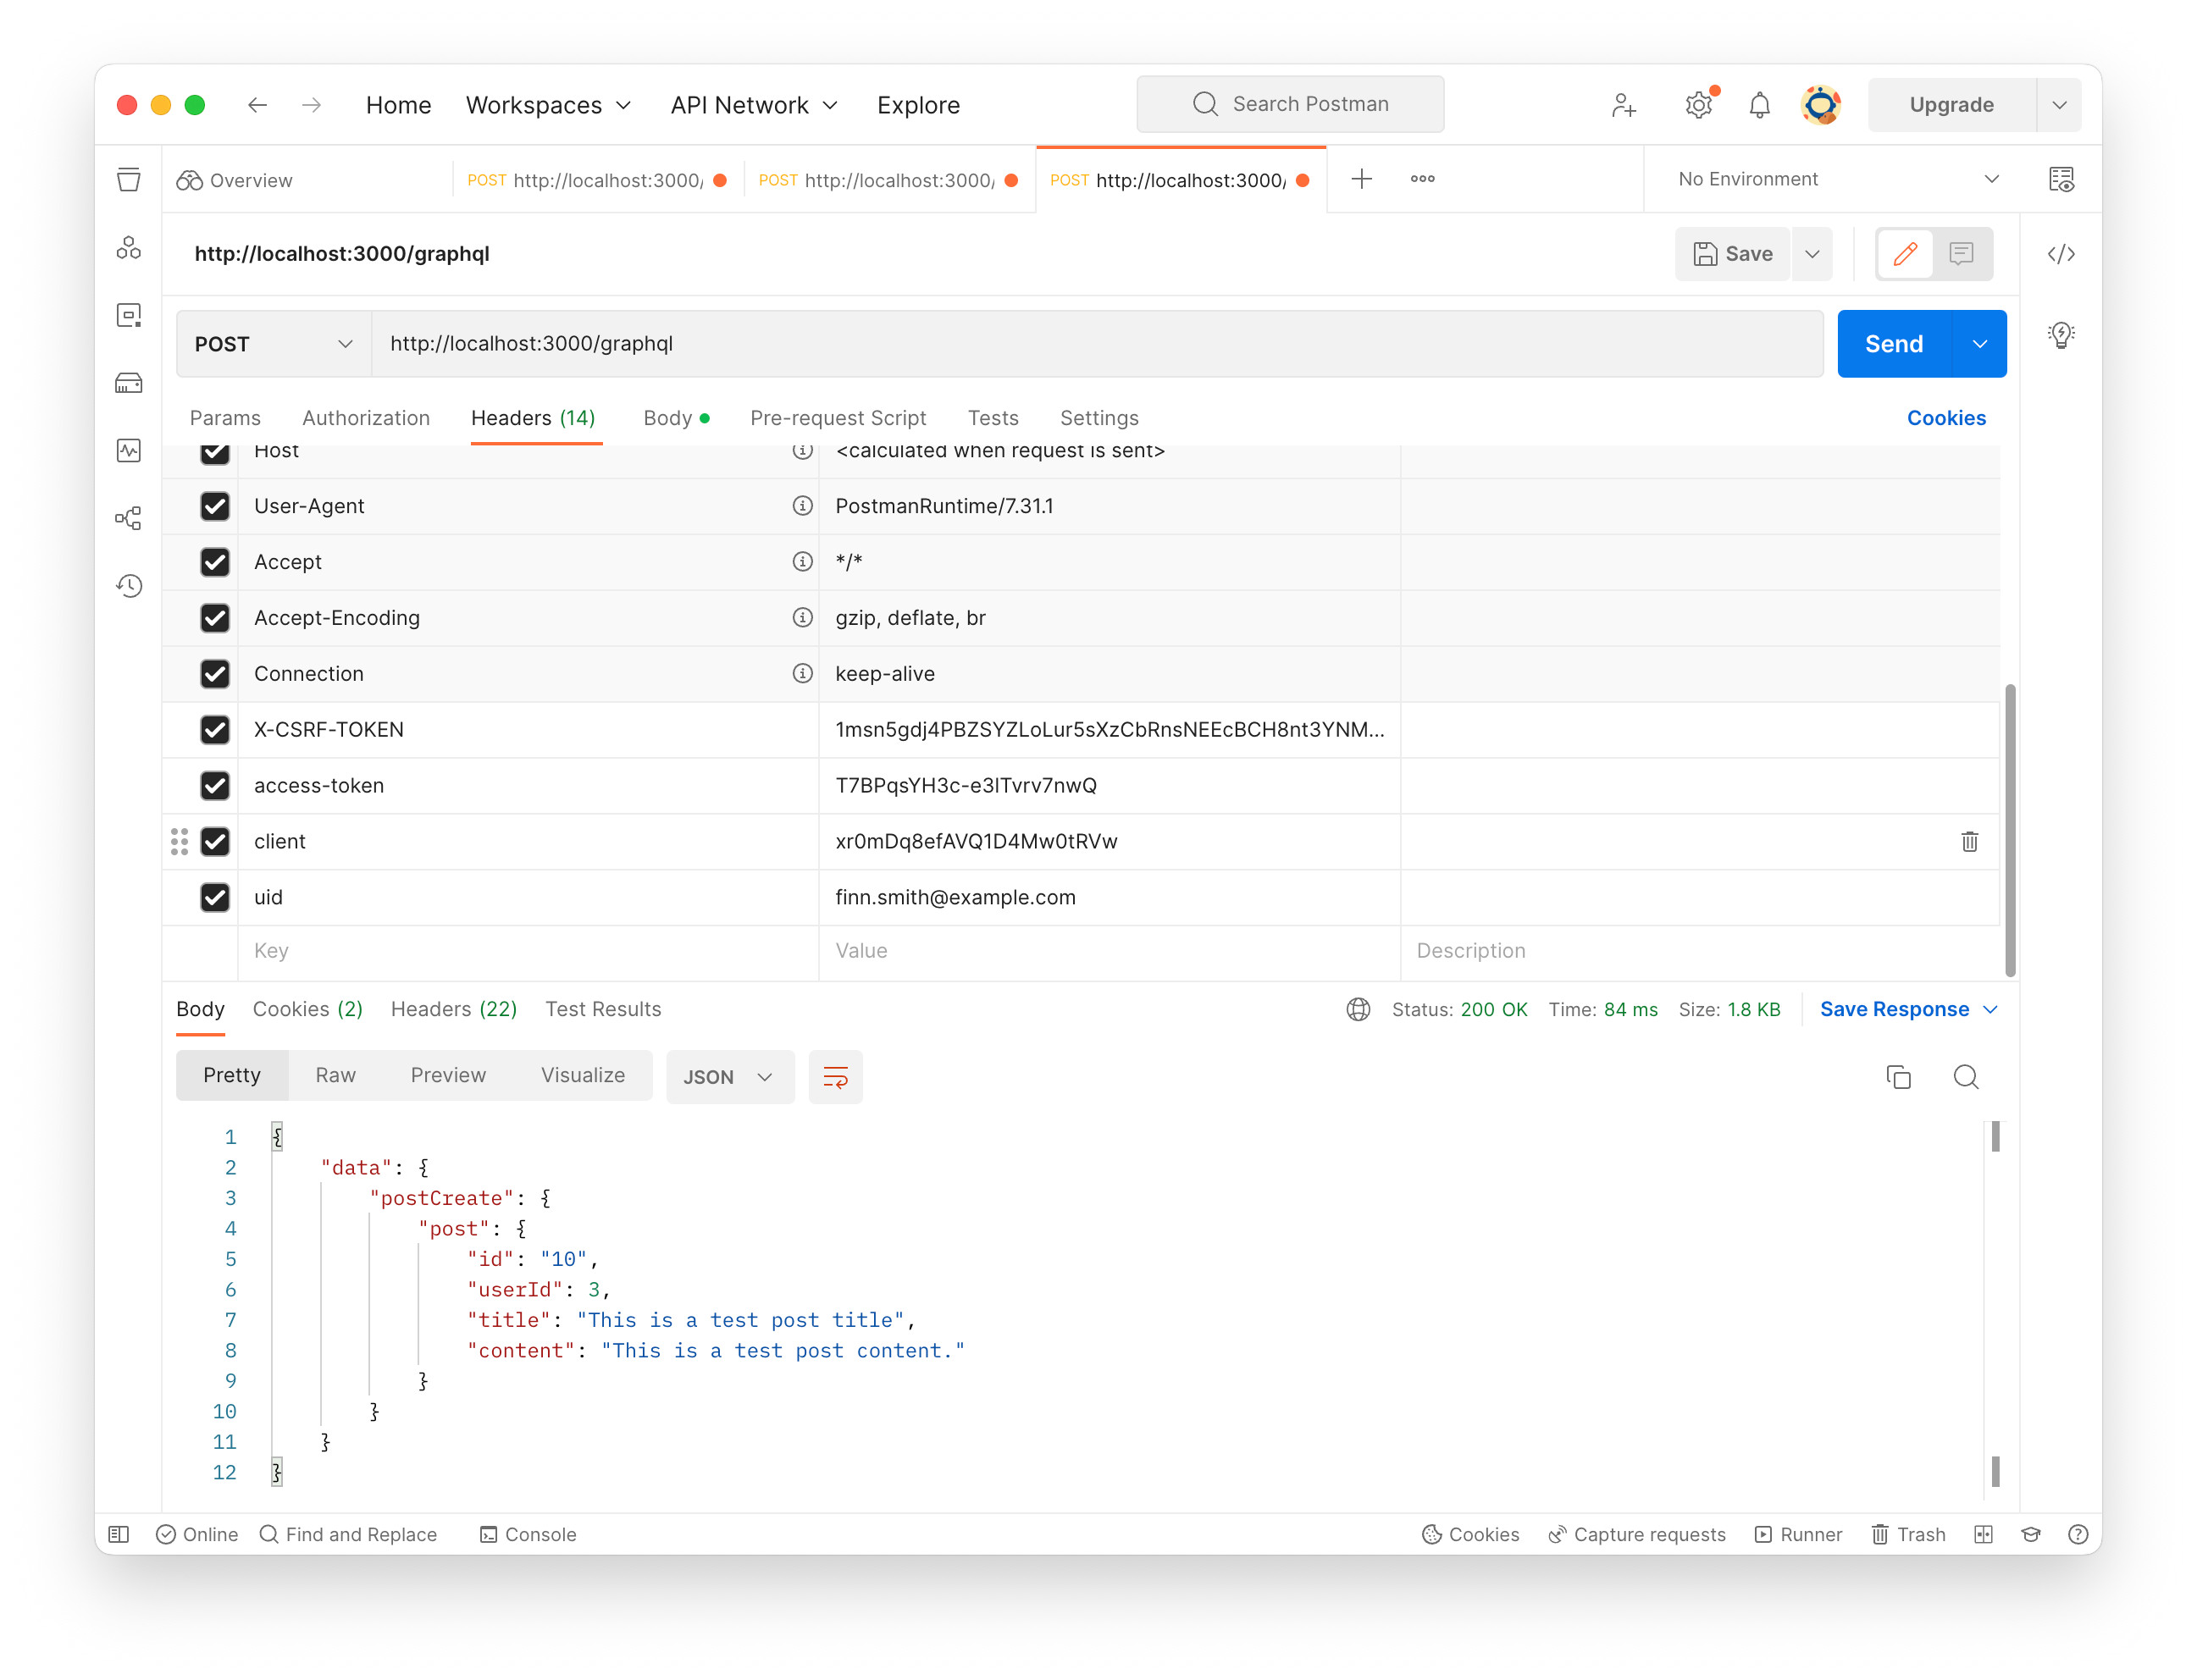 Home Workspaces API Network Explore Search Postman Upgrade
Overview POST http://localhost:3000/ POST http://localhost:3000/ POST http://localhost:3000/ No Environment
http://localhost:3000/graphql Save
POST http://localhost:3000/graphql Send
Params Authorization Headers (14) Body Pre-request Script Tests Settings Cookies
Host <calculated when request is sent>
User-Agent PostmanRuntime/7.31.1
Accept */*
Accept-Encoding gzip, deflate, br
Connection keep-alive
X-CSRF-TOKEN 1msn5gdj4PBZSYZLoLur5sXzCbRnsNEEcBCH8nt3YNM...
access-token T7BPqsYH3c-e3lTvrv7nwQ
client xr0mDq8efAVQ1D4Mw0tRVw
uid finn.smith@example.com
Key Value Description
Body Cookies (2) Headers (22) Test Results Status: 200 OK Time: 84 ms Size: 1.8 KB Save Response
Pretty Raw Preview Visualize JSON
1 {
2 "data": {
3 "postCreate": {
4 "post": {
5 "id": "10",
6 "userId": 3,
7 "title": "This is a test post title",
8 "content": "This is a test post content."
9 }
10 }
11 }
12 }
Online Find and Replace Console Cookies Capture requests Runner Trash